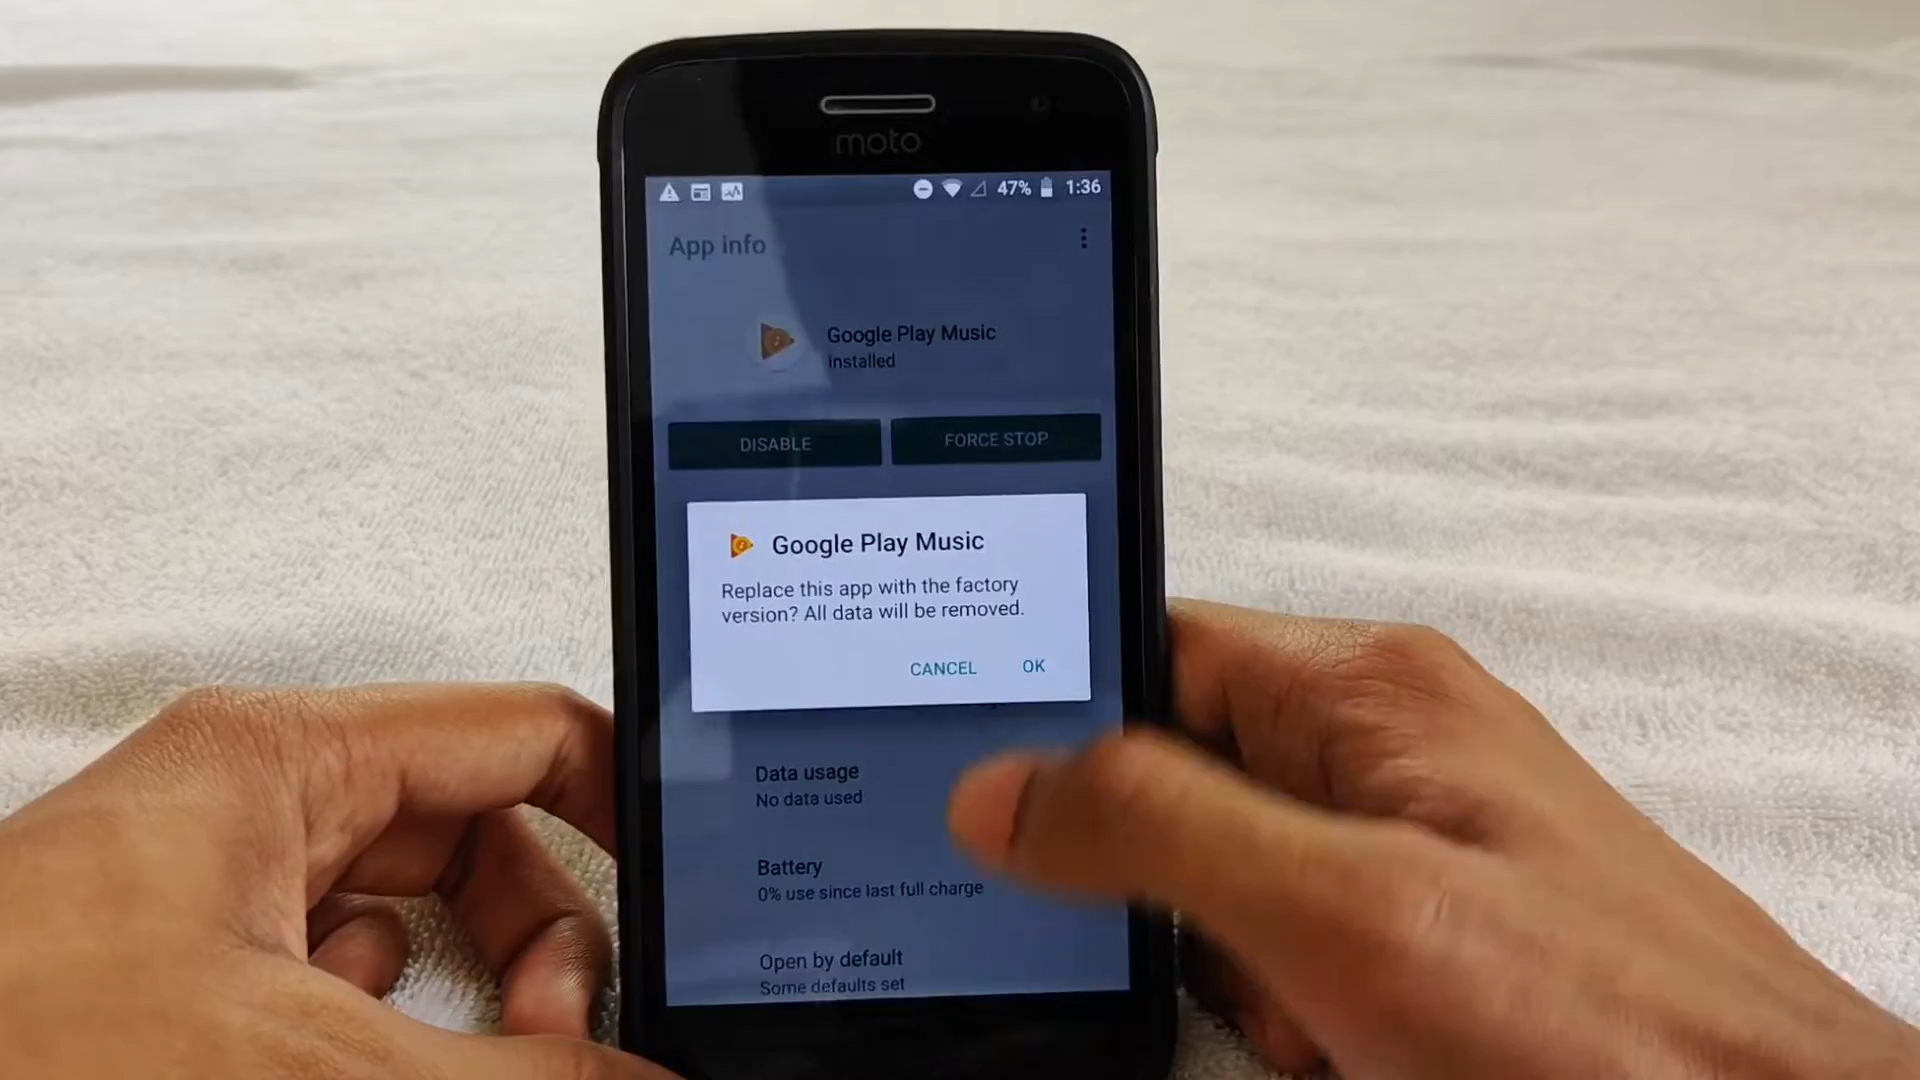 moto
47% 1:36
App info
Google Play Music
Installed
DISABLE FORCE STOP
Google Play Music
Replace this app with the factory
version? All data will be removed.
CANCEL OK
Data usage
No data used
Battery
0% use since last full charge
Open by default
Some defaults set